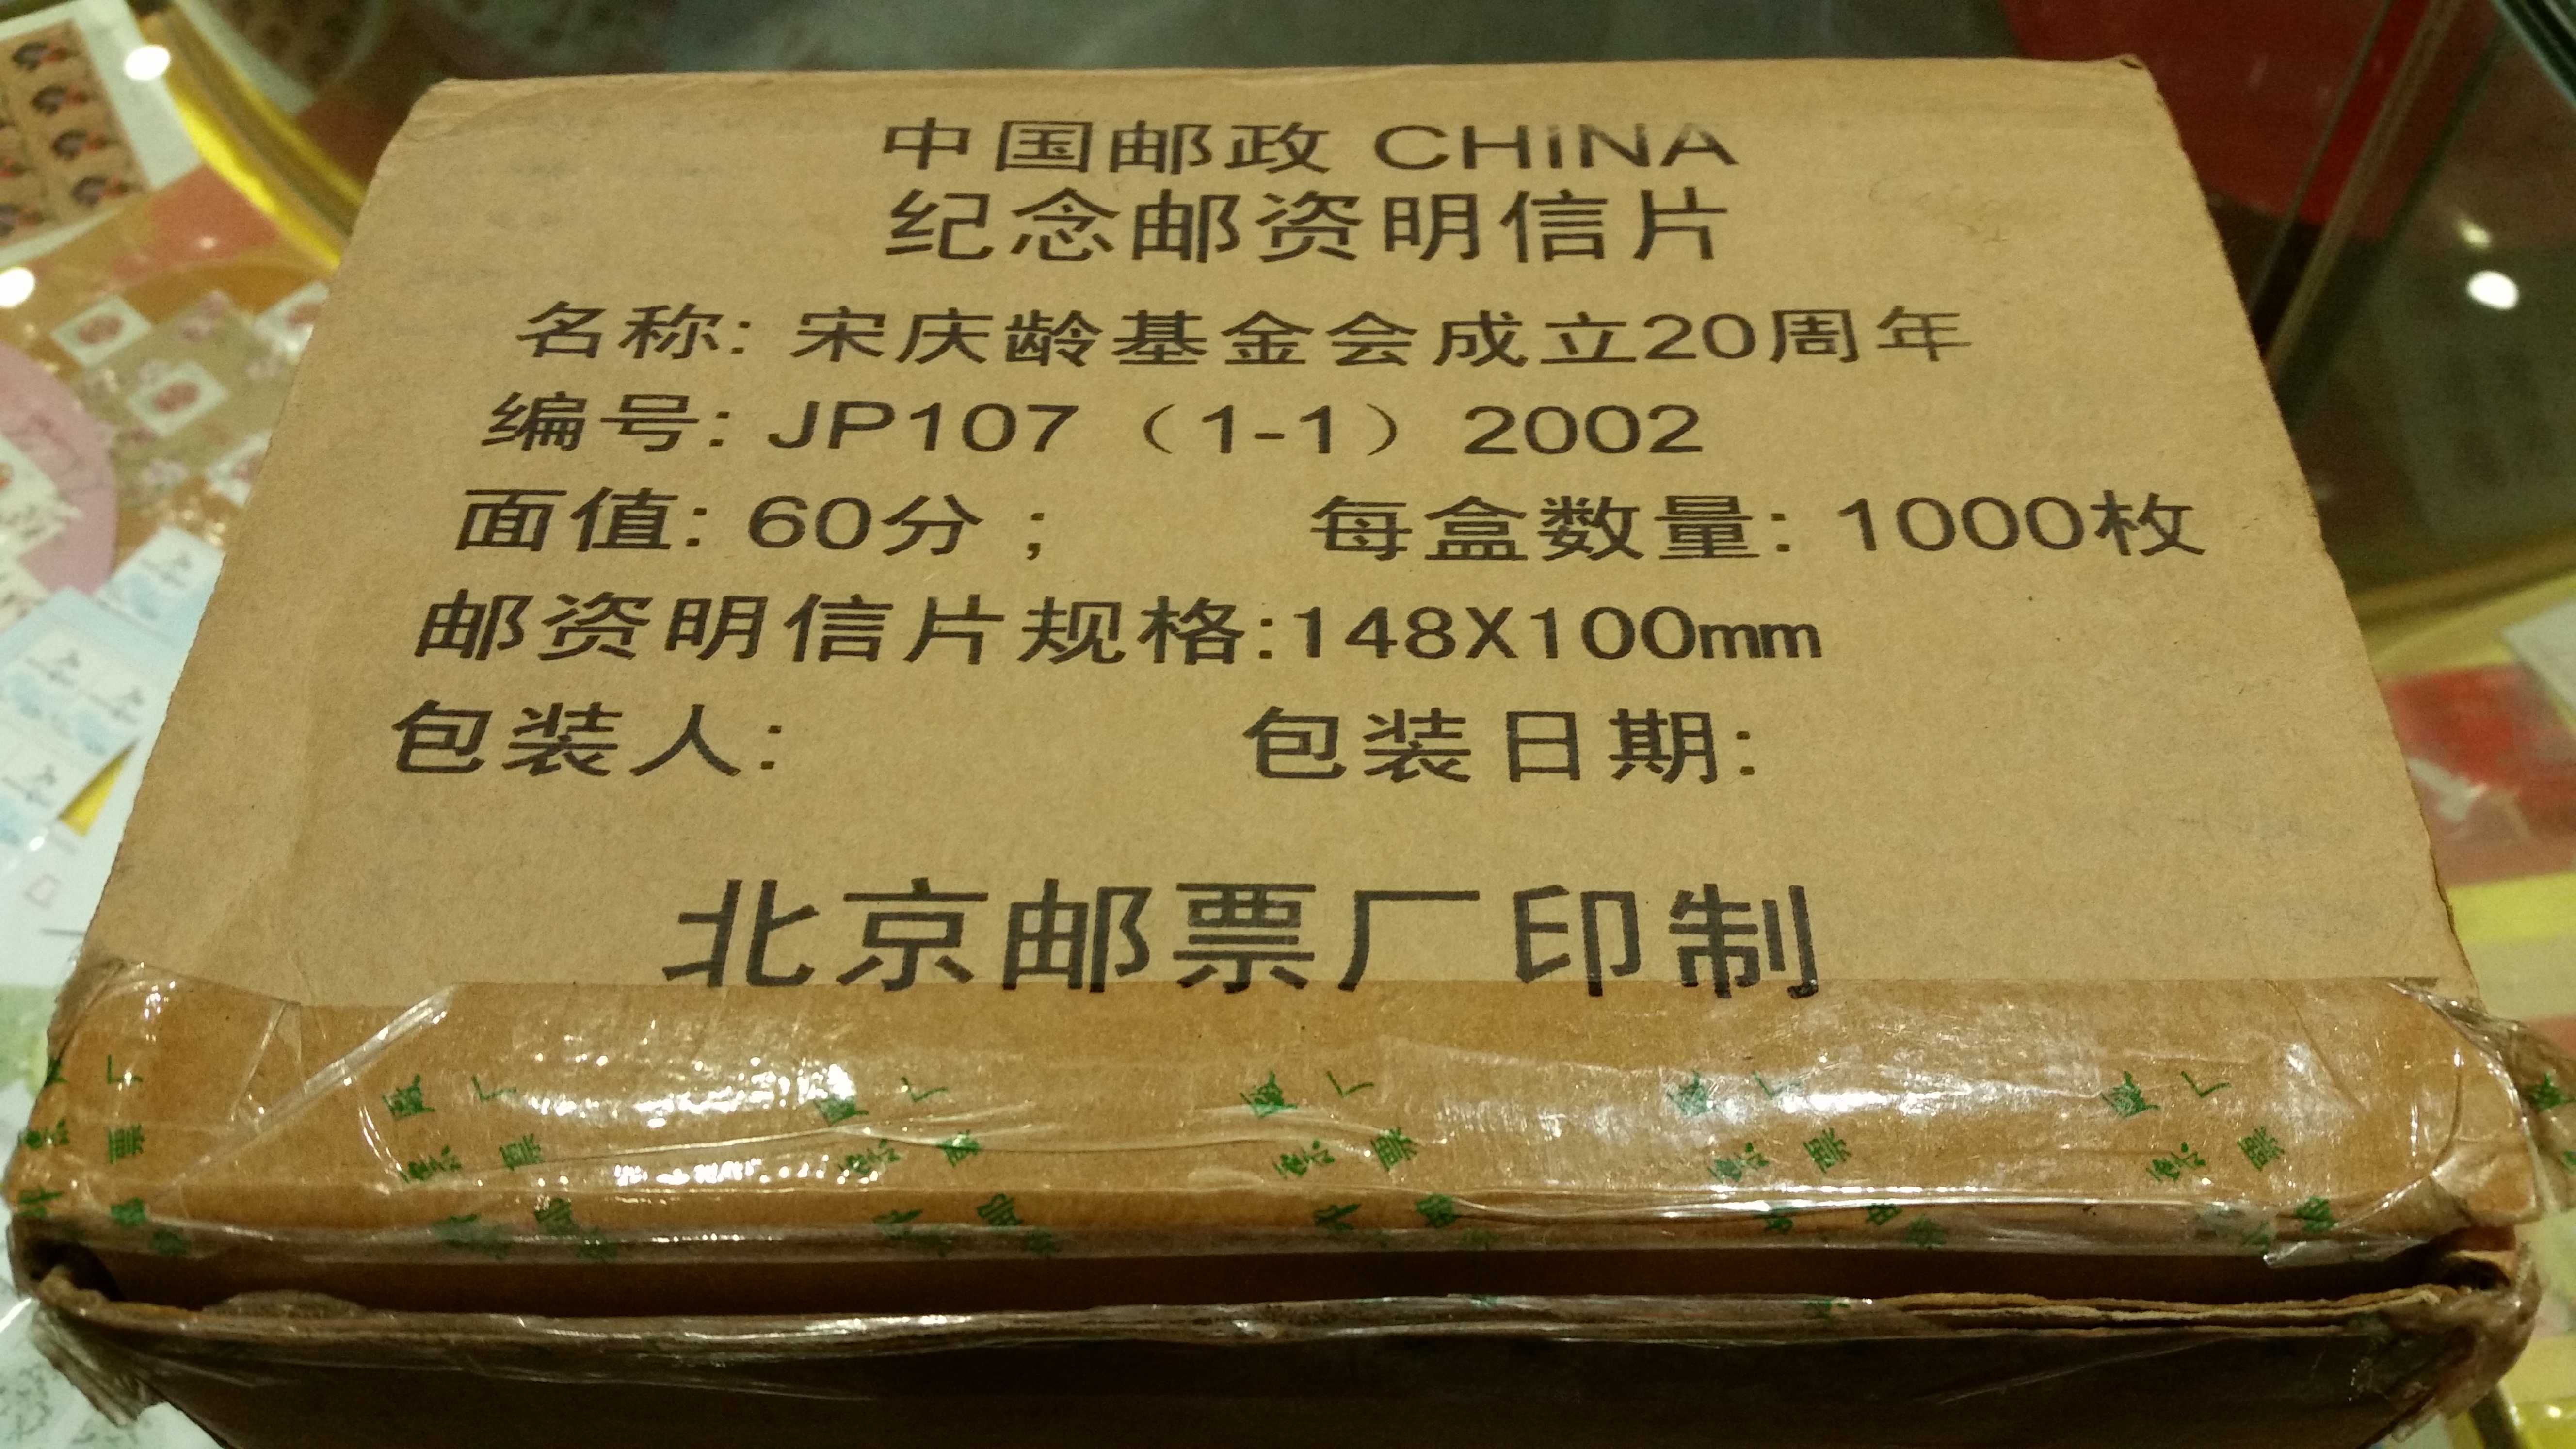 中国邮政 CHINA
纪念邮资明信片
名称: 宋庆龄基金会成立20周年
编号: JP107（1-1）2002
面值: 60分； 每盒数量: 1000枚
邮资明信片规格:148X100mm
包装人: 包装日期:
北京邮票厂印制